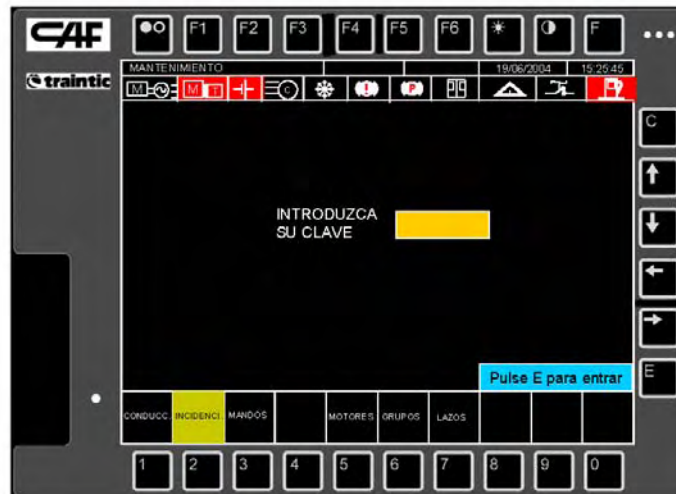 CAF
traintic
F1 F2 F3 F4 F5 F6 F
MANTENIMIENTO 19/06/2004 15:25:45
M M T C P
C
INTRODUZCA
SU CLAVE
Pulse E para entrar
E
CONDUCC. INCIDENCI. MANDOS MOTORES GRUPOS LAZOS
1 2 3 4 5 6 7 8 9 0